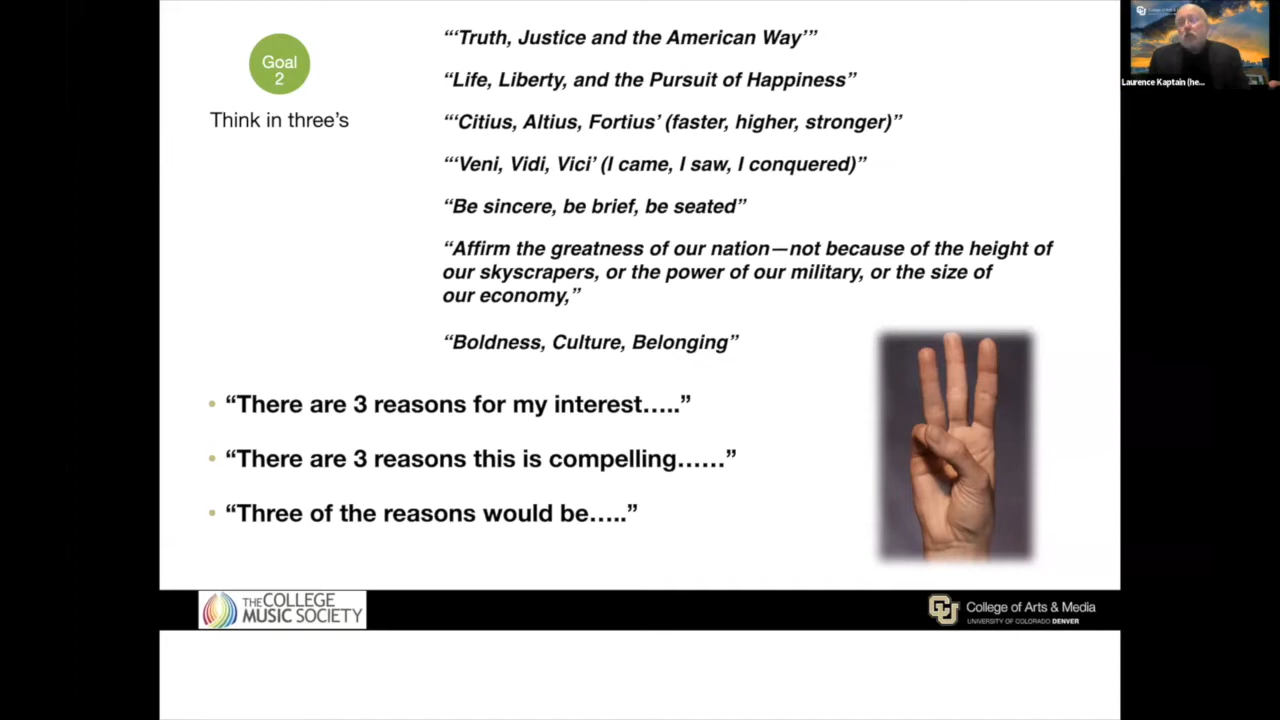 Goal
2
Think in three’s
“‘Truth, Justice and the American Way’”
“Life, Liberty, and the Pursuit of Happiness”
“‘Citius, Altius, Fortius’ (faster, higher, stronger)”
“‘Veni, Vidi, Vici’ (I came, I saw, I conquered)”
“Be sincere, be brief, be seated”
“Affirm the greatness of our nation—not because of the height of
our skyscrapers, or the power of our military, or the size of
our economy,”
“Boldness, Culture, Belonging”
• “There are 3 reasons for my interest…..”
• “There are 3 reasons this is compelling……”
• “Three of the reasons would be…..”
THE COLLEGE
MUSIC SOCIETY
CU
College of Arts & Media
UNIVERSITY OF COLORADO DENVER
Laurence Kaptain (he...